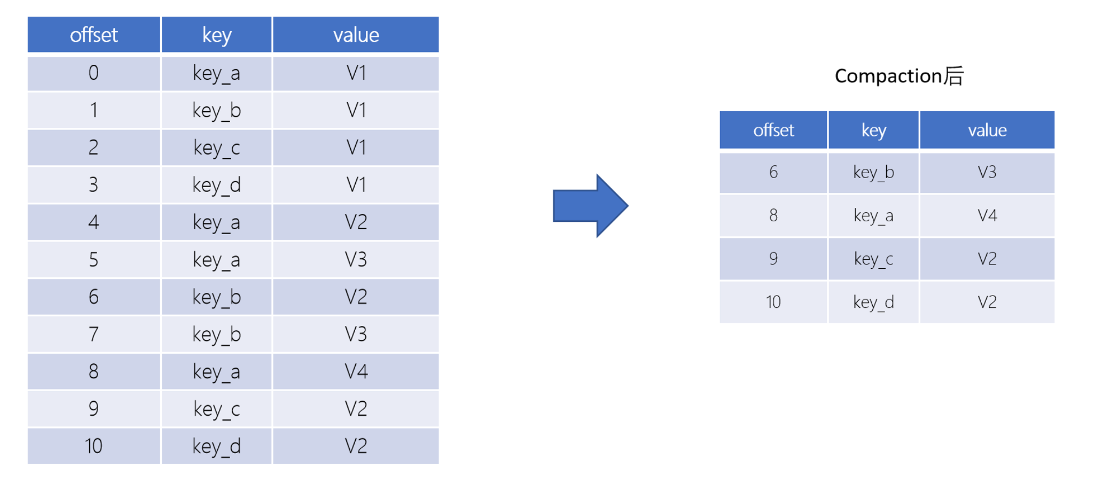 offset key value
0 key_a V1
1 key_b V1
2 key_c V1
3 key_d V1
4 key_a V2
5 key_a V3
6 key_b V2
7 key_b V3
8 key_a V4
9 key_c V2
10 key_d V2
Compaction后
offset key value
6 key_b V3
8 key_a V4
9 key_c V2
10 key_d V2